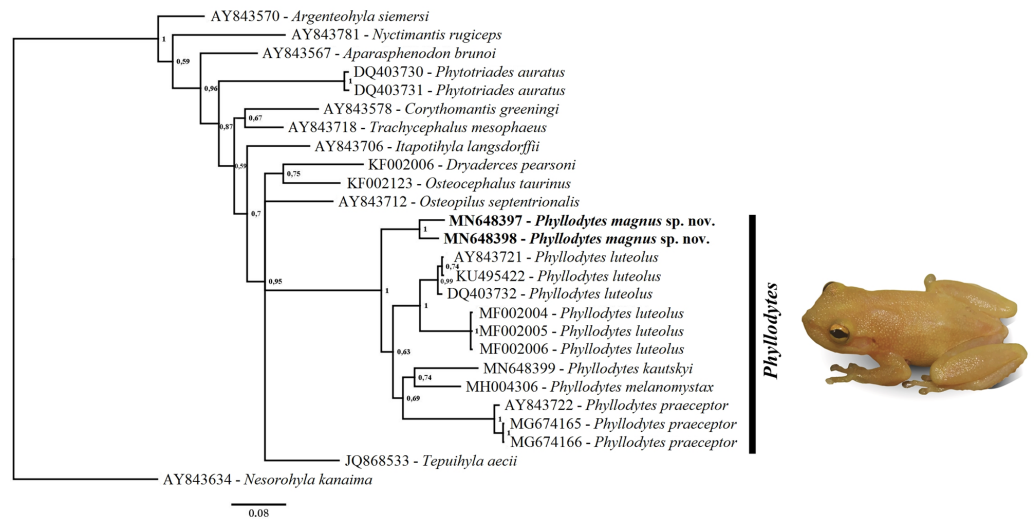 AY843570 - Argenteohyla siemersi
1
AY843781 - Nyctimantis rugiceps
0,59
AY843567 - Aparasphenodon brunoi
0,96
DQ403730 - Phytotriades auratus
1
DQ403731 - Phytotriades auratus
AY843578 - Corythomantis greeningi
0,87
0,67
AY843718 - Trachycephalus mesophaeus
AY843706 - Itapotihyla langsdorffii
0,59
KF002006 - Dryaderces pearsoni
0,75
KF002123 - Osteocephalus taurinus
AY843712 - Osteopilus septentrionalis
0,7
MN648397 - Phyllodytes magnus sp. nov.
1
MN648398 - Phyllodytes magnus sp. nov.
AY843721 - Phyllodytes luteolus
0,74
KU495422 - Phyllodytes luteolus
0,99
0,95
1
DQ403732 - Phyllodytes luteolus
1
MF002004 - Phyllodytes luteolus
1
MF002005 - Phyllodytes luteolus
MF002006 - Phyllodytes luteolus
0,63
MN648399 - Phyllodytes kautskyi
0,74
MH004306 - Phyllodytes melanomystax
0,69
AY843722 - Phyllodytes praeceptor
1
MG674165 - Phyllodytes praeceptor
1
MG674166 - Phyllodytes praeceptor
Phyllodytes
JQ868533 - Tepuihyla aecii
AY843634 - Nesorohyla kanaima
0.08